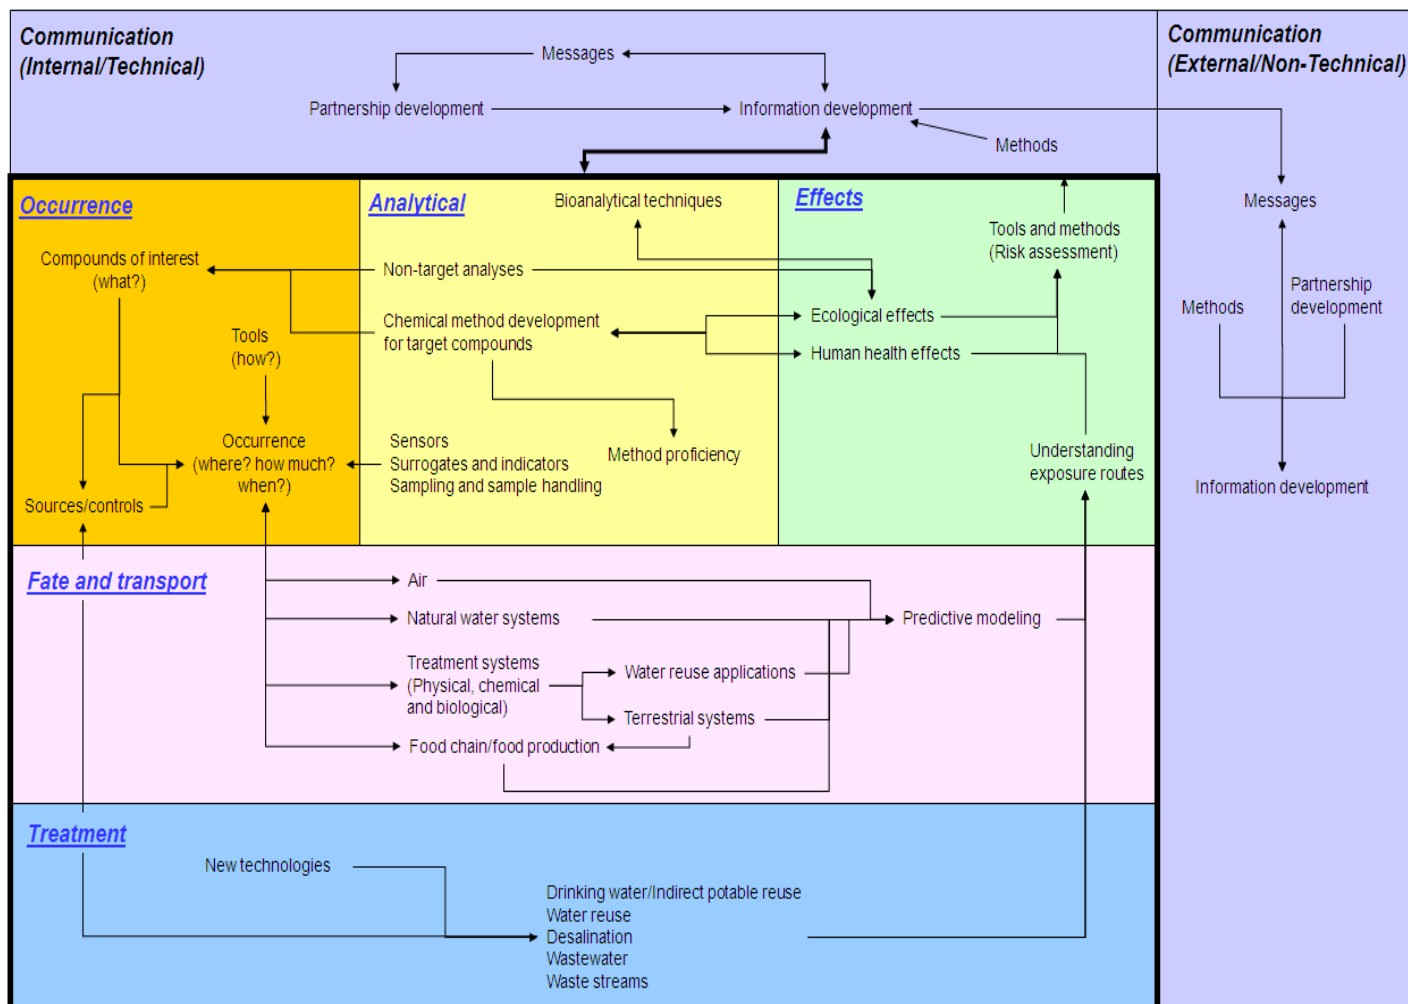 Communication
(Internal/Technical)
Messages
Partnership development
Information development
Methods
Communication
(External/Non-Technical)
Messages
Methods
Partnership
development
Information development
Occurrence
Compounds of interest
(what?)
Tools
(how?)
Occurrence
(where? how much?
when?)
Sources/controls
Analytical
Bioanalytical techniques
Non-target analyses
Chemical method development
for target compounds
Sensors
Surrogates and indicators
Sampling and sample handling
Method proficiency
Effects
Tools and methods
(Risk assessment)
Ecological effects
Human health effects
Understanding
exposure routes
Fate and transport
Air
Natural water systems
Treatment systems
(Physical, chemical
and biological)
Water reuse applications
Terrestrial systems
Food chain/food production
Predictive modeling
Treatment
New technologies
Drinking water/Indirect potable reuse
Water reuse
Desalination
Wastewater
Waste streams